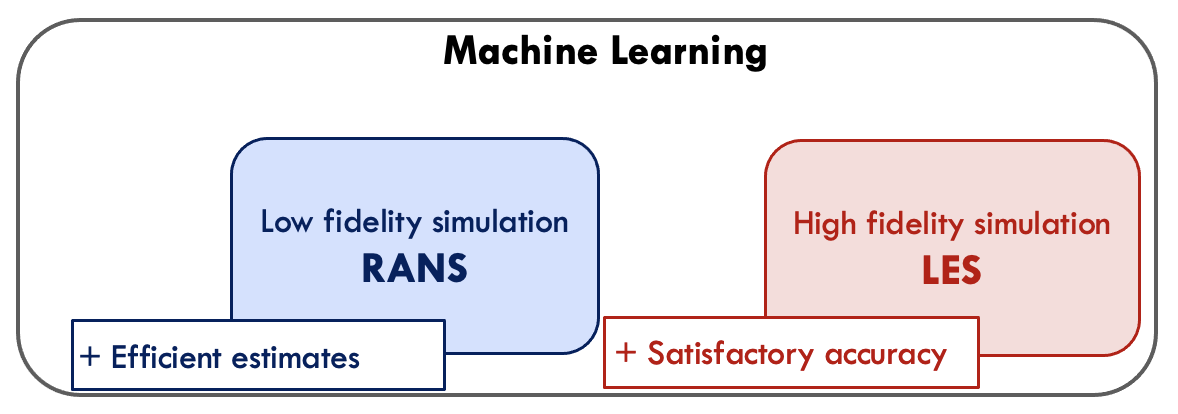 Machine Learning
Low fidelity simulation
RANS
+ Efficient estimates
High fidelity simulation
LES
+ Satisfactory accuracy